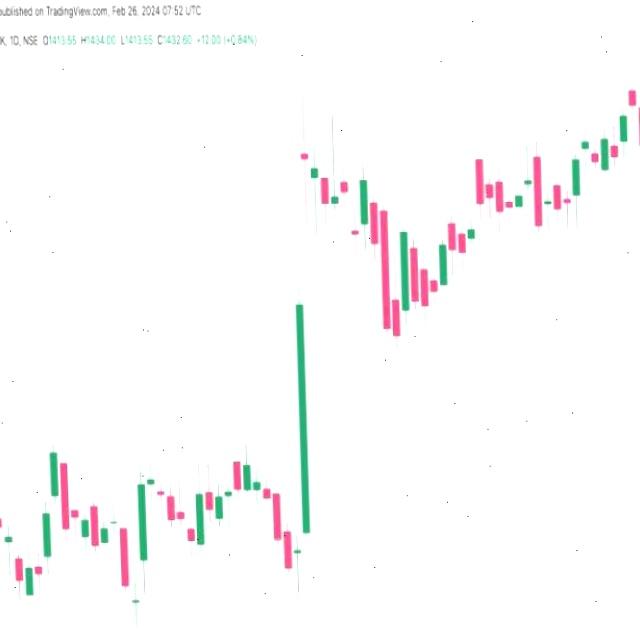 published on TradingView.com, Feb 26, 2024 07:52 UTC
K, 1D, NSE O1413.55 H1434.00 L1413.55 C1432.60 +12.00 (+0.84%)